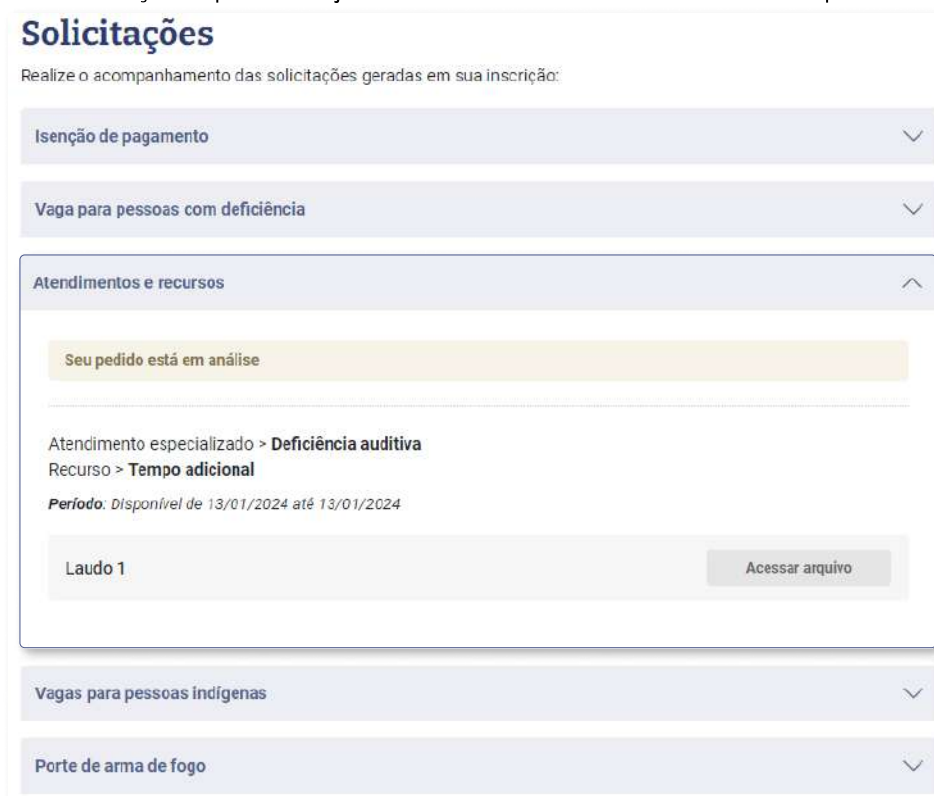 Solicitações
Realize o acompanhamento das solicitações geradas em sua inscrição:
Isenção de pagamento
Vaga para pessoas com deficiência
Atendimentos e recursos
Seu pedido está em análise
Atendimento especializado > Deficiência auditiva
Recurso > Tempo adicional
Período: Disponível de 13/01/2024 até 13/01/2024
Laudo 1 Acessar arquivo
Vagas para pessoas indígenas
Porte de arma de fogo